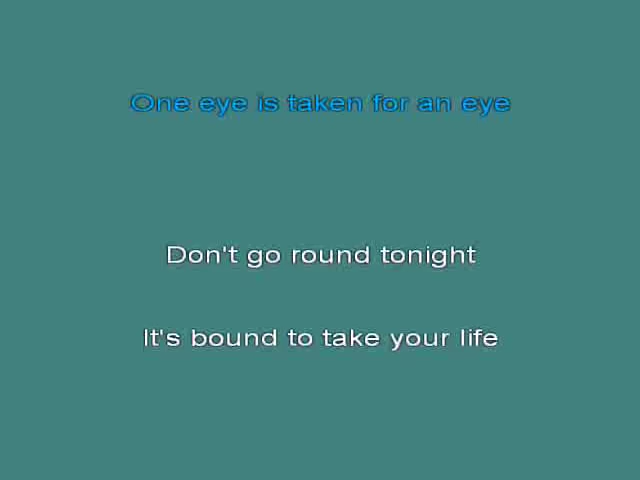 One eye is taken for an eye
Don't go round tonight
It's bound to take your life